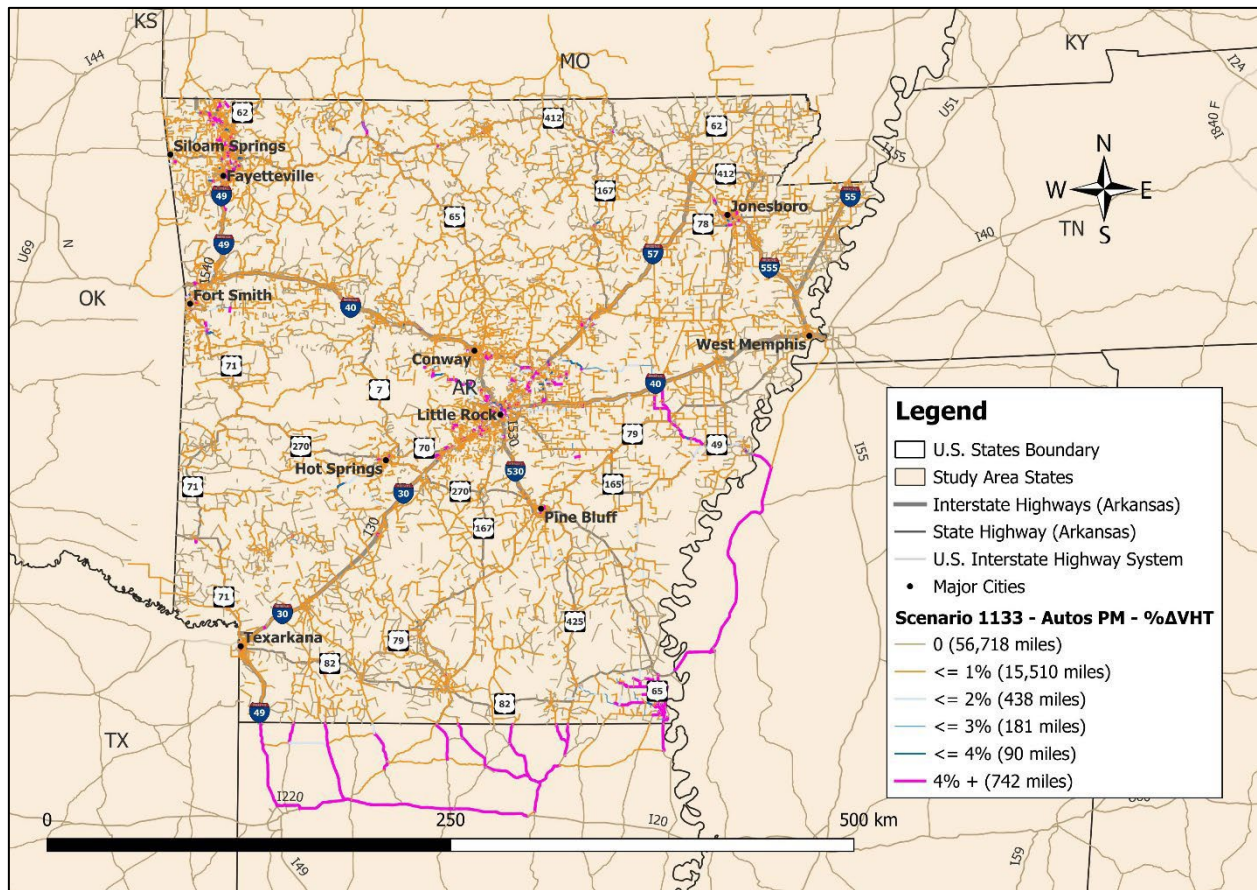 KS
I44
MO
KY
I24
U51
I840 F
I155
62
412
62
Siloam Springs
Fayetteville
412
167
49
65
Jonesboro
78
55
N
W E
S
TN
I40
U69
N
49
57
I540
555
OK
Fort Smith
40
West Memphis
Conway
71
7
AR
40
Little Rock
I530
79
49
270
70
Hot Springs
I55
71
530
165
30
270
I30
Pine Bluff
167
71
30
425
Texarkana
79
82
65
49
82
TX
I220
I20
I49
I59
0 250 500 km
Legend
U.S. States Boundary
Study Area States
Interstate Highways (Arkansas)
State Highway (Arkansas)
U.S. Interstate Highway System
Major Cities
Scenario 1133 - Autos PM - %ΔVHT
0 (56,718 miles)
<= 1% (15,510 miles)
<= 2% (438 miles)
<= 3% (181 miles)
<= 4% (90 miles)
4% + (742 miles)